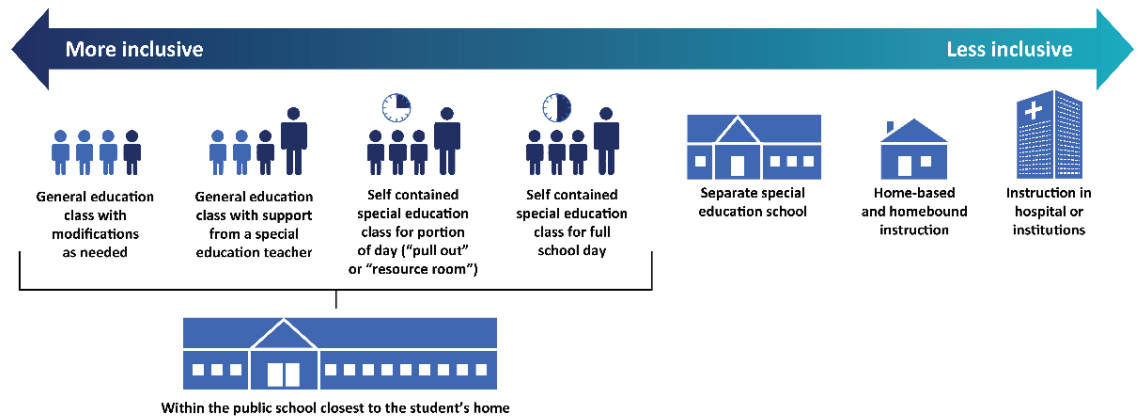 More inclusive
Less inclusive
General education
class with
modifications
as needed
General education
class with support
from a special
education teacher
Self contained
special education
class for portion
of day (“pull out”
or “resource room”)
Self contained
special education
class for full
school day
Separate special
education school
Home-based
and homebound
instruction
Instruction in
hospital or
institutions
Within the public school closest to the student’s home